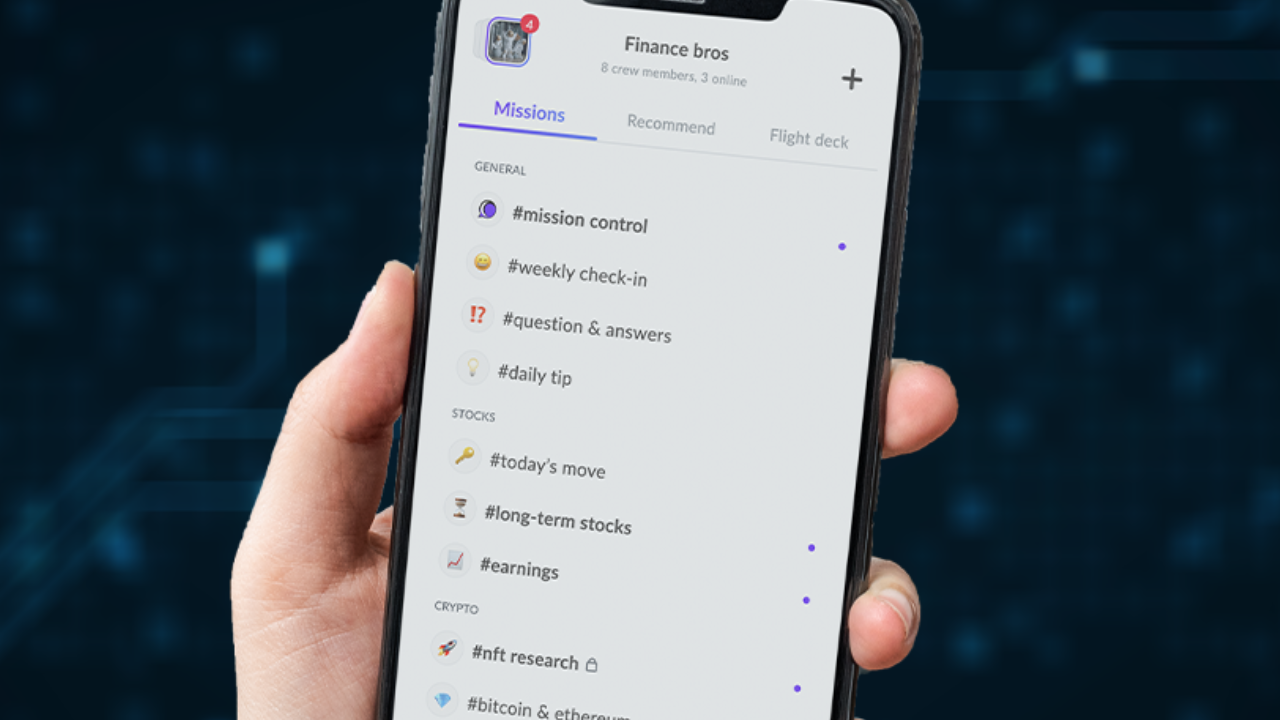 4
Finance bros
8 crew members, 3 online
Missions
Recommend
Flight deck
GENERAL
#mission control
#weekly check-in
#question & answers
#daily tip
STOCKS
#today's move
#long-term stocks
#earnings
CRYPTO
#nft research
#bitcoin & ethereum